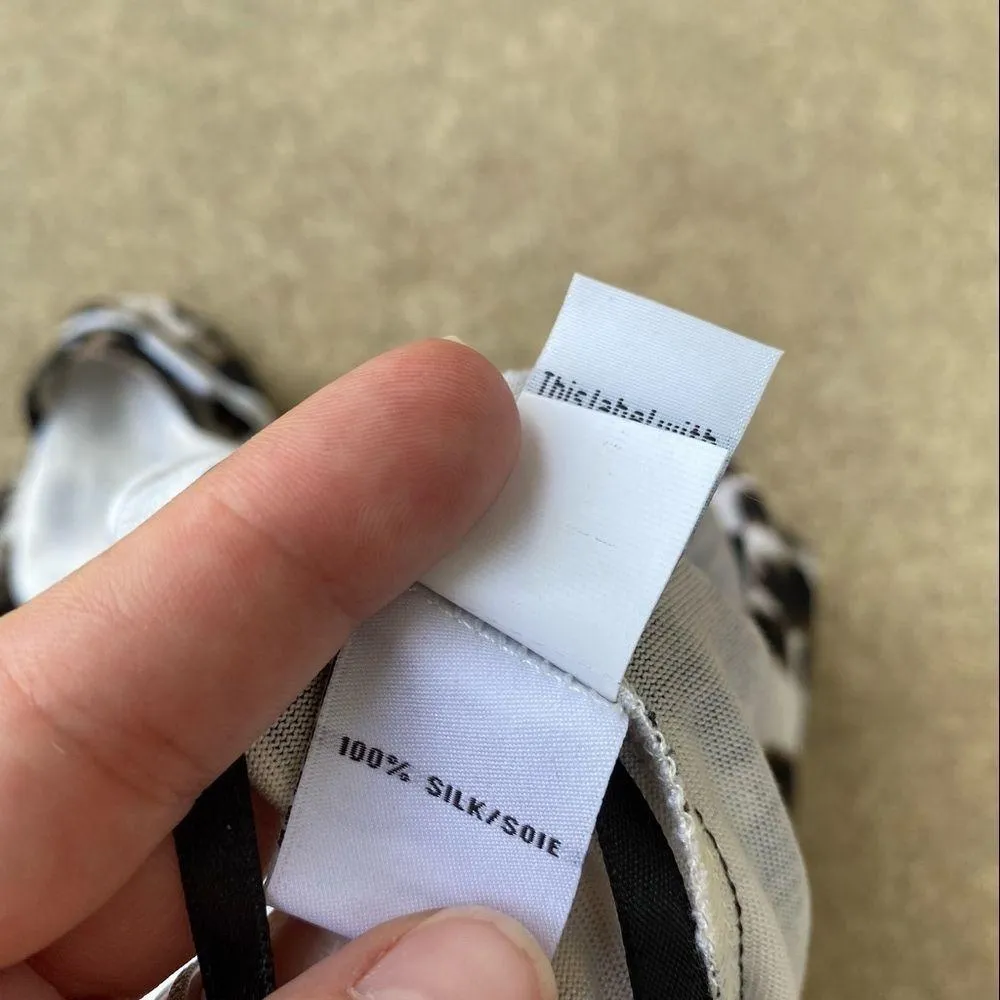 This label with
100% SILK/SOIE